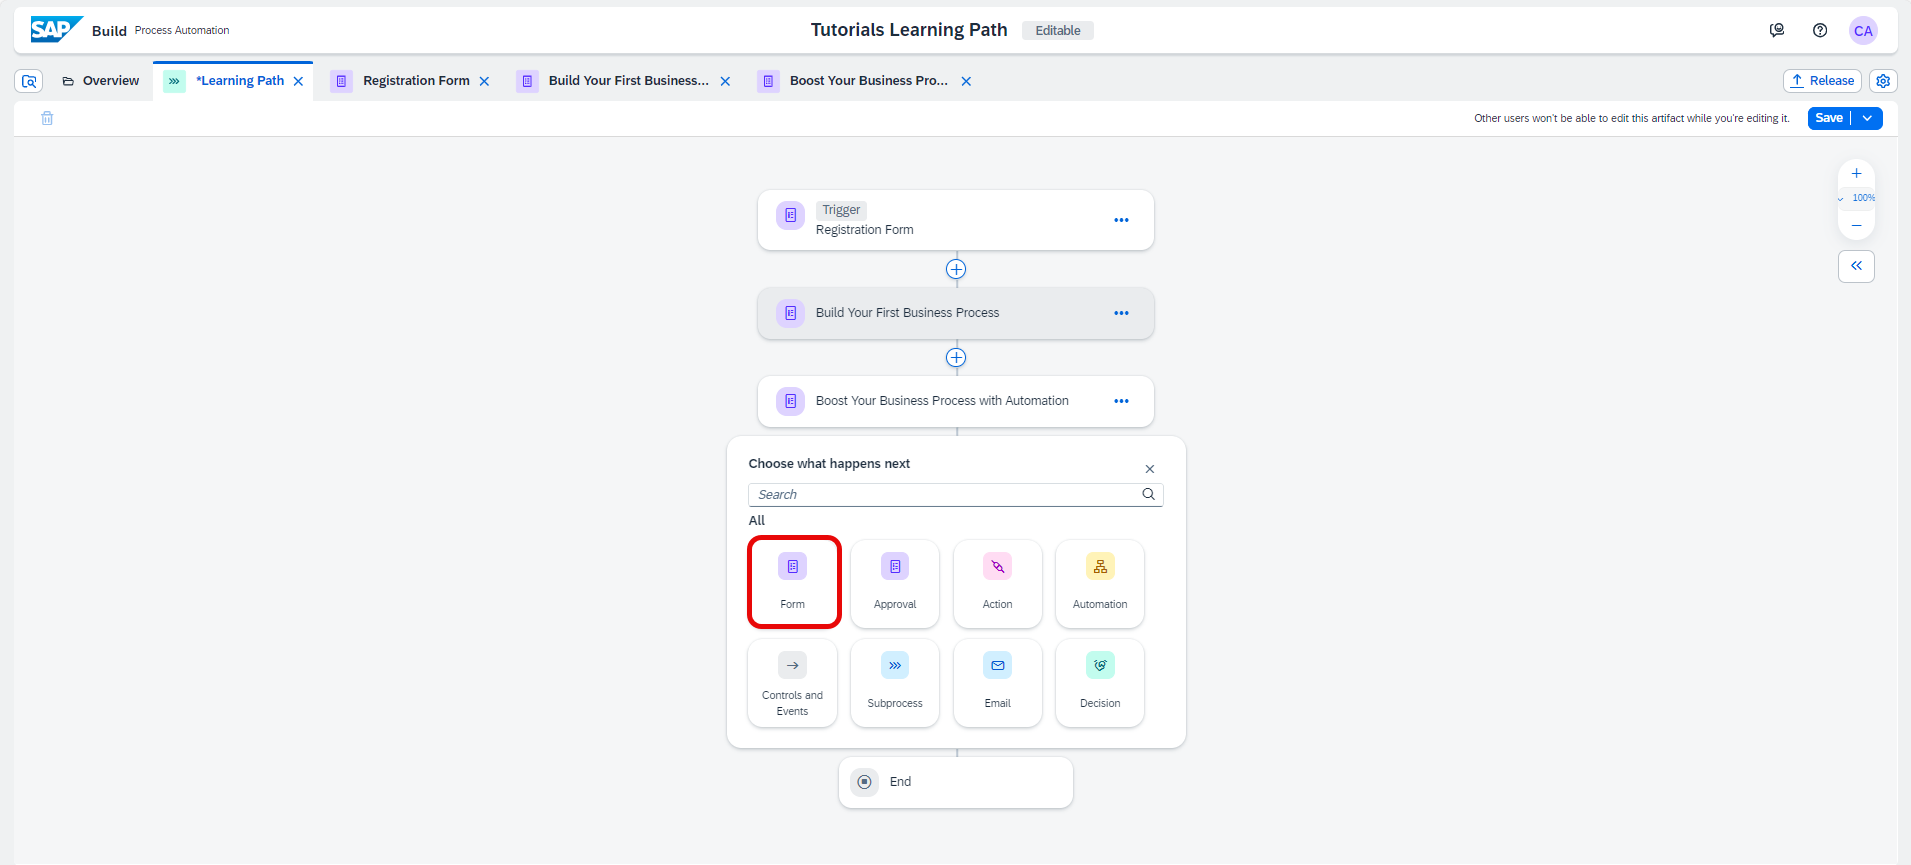 SAP Build Process Automation
Tutorials Learning Path Editable
CA
Overview
*Learning Path
Registration Form
Build Your First Business...
Boost Your Business Pro...
Release
Other users won't be able to edit this artifact while you're editing it.
Save
100%
Trigger
Registration Form
Build Your First Business Process
Boost Your Business Process with Automation
Choose what happens next
Search
All
Form
Approval
Action
Automation
Controls and
Events
Subprocess
Email
Decision
End